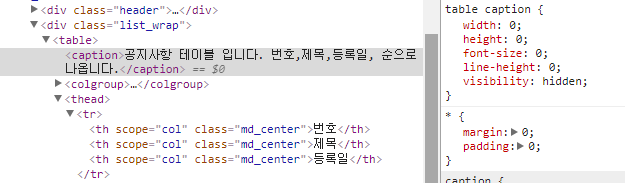 ▶<div class="header">…</div>
▼<div class="list_wrap">
▼<table>
<caption>공지사항 테이블 입니다. 번호,제목,등록일, 순으로
나옵니다.</caption> == $0
▶<colgroup>…</colgroup>
▼<thead>
▼<tr>
<th scope="col" class="md_center">번호</th>
<th scope="col" class="md_center">제목</th>
<th scope="col" class="md_center">등록일</th>
</tr>
table caption {
width: 0;
height: 0;
font-size: 0;
line-height: 0;
visibility: hidden;
}
* {
margin:▶0;
padding:▶0;
}
caption {